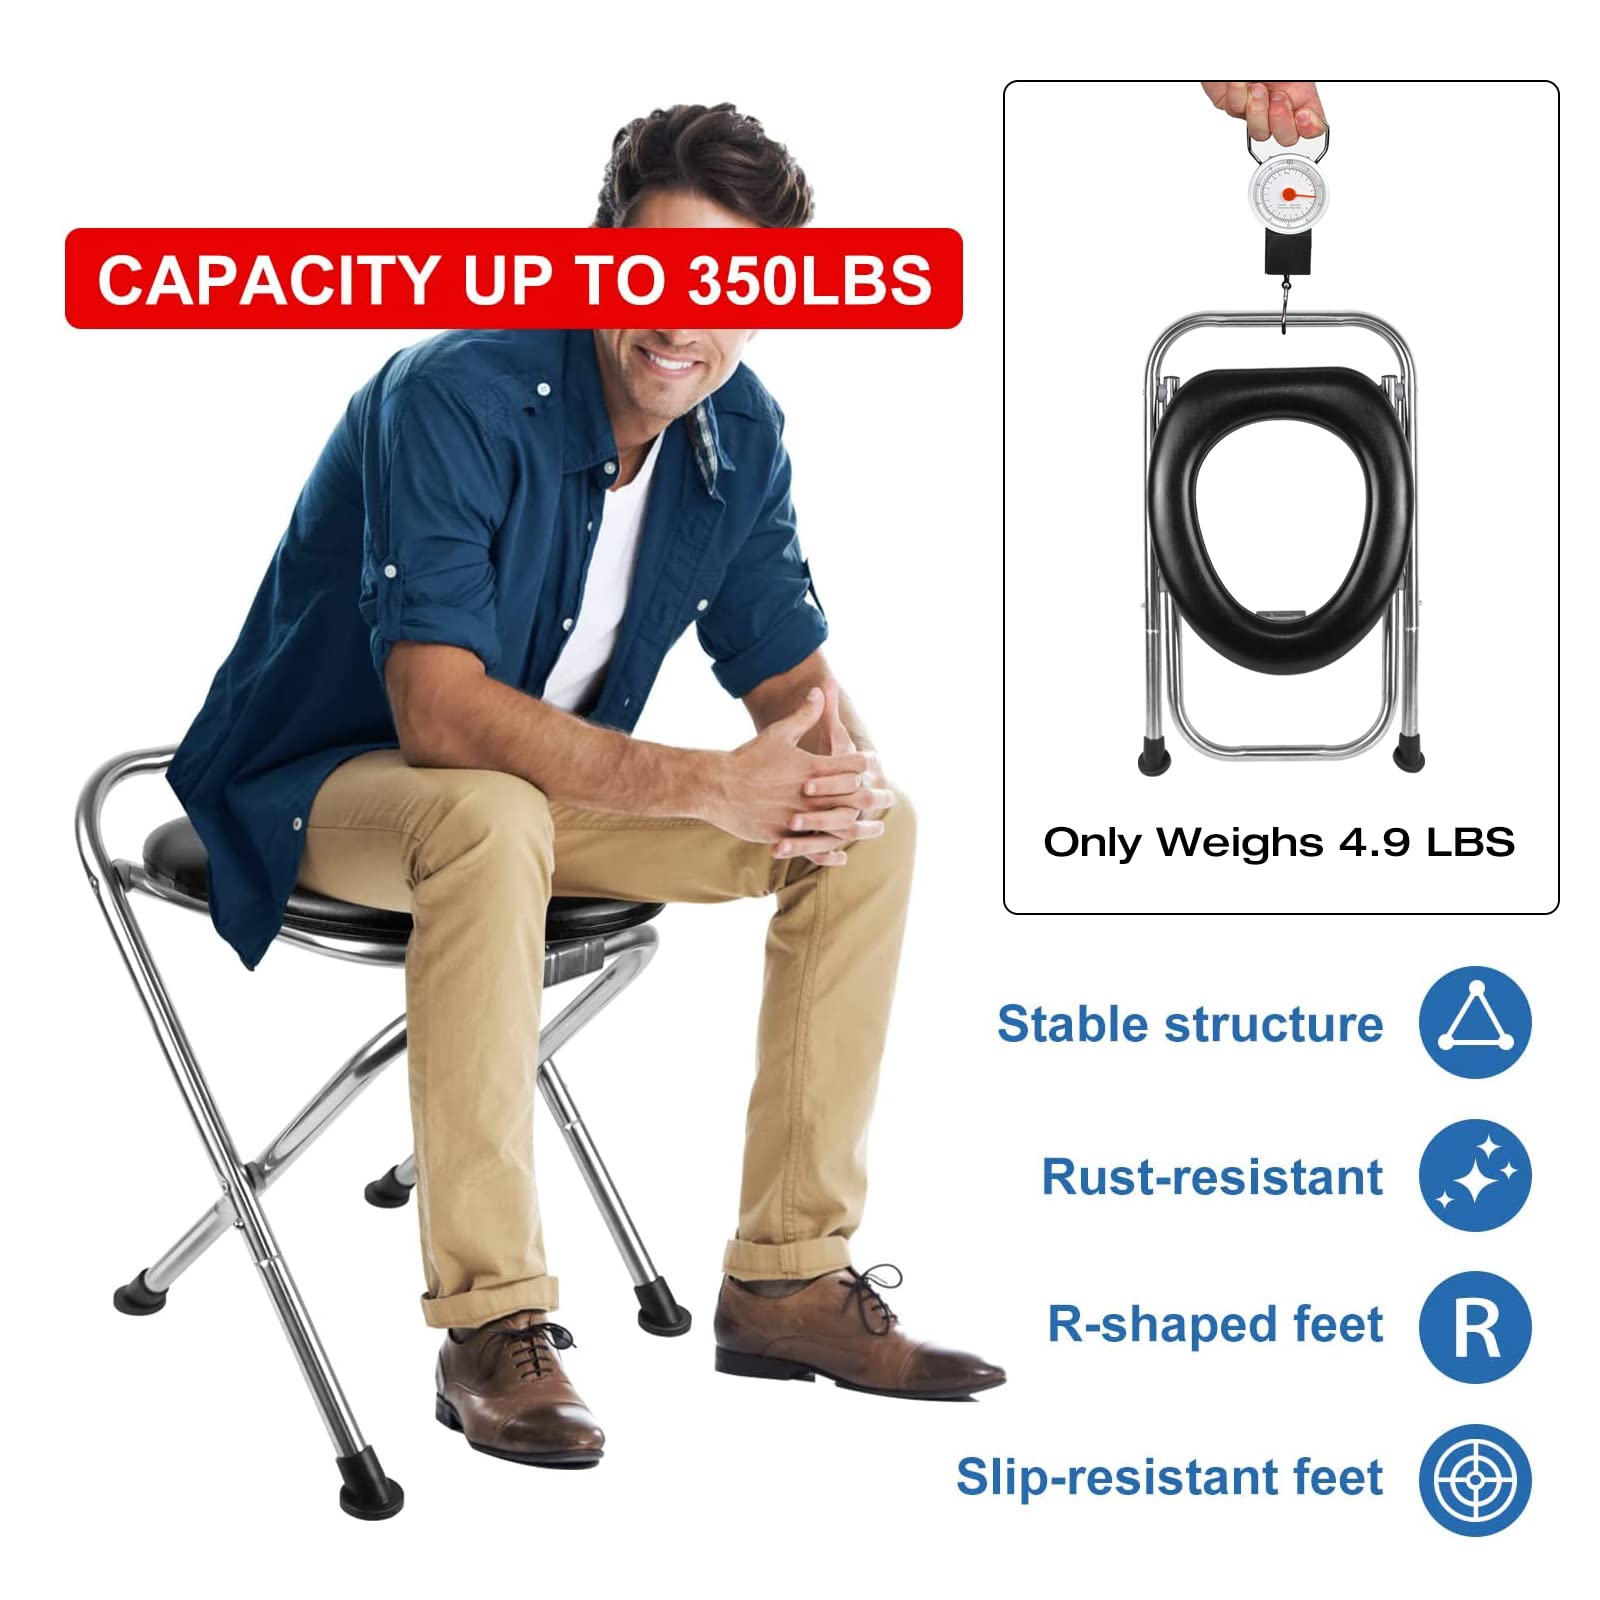 CAPACITY UP TO 350LBS
Only Weighs 4.9 LBS
Stable structure
Rust-resistant
R-shaped feet
R
Slip-resistant feet